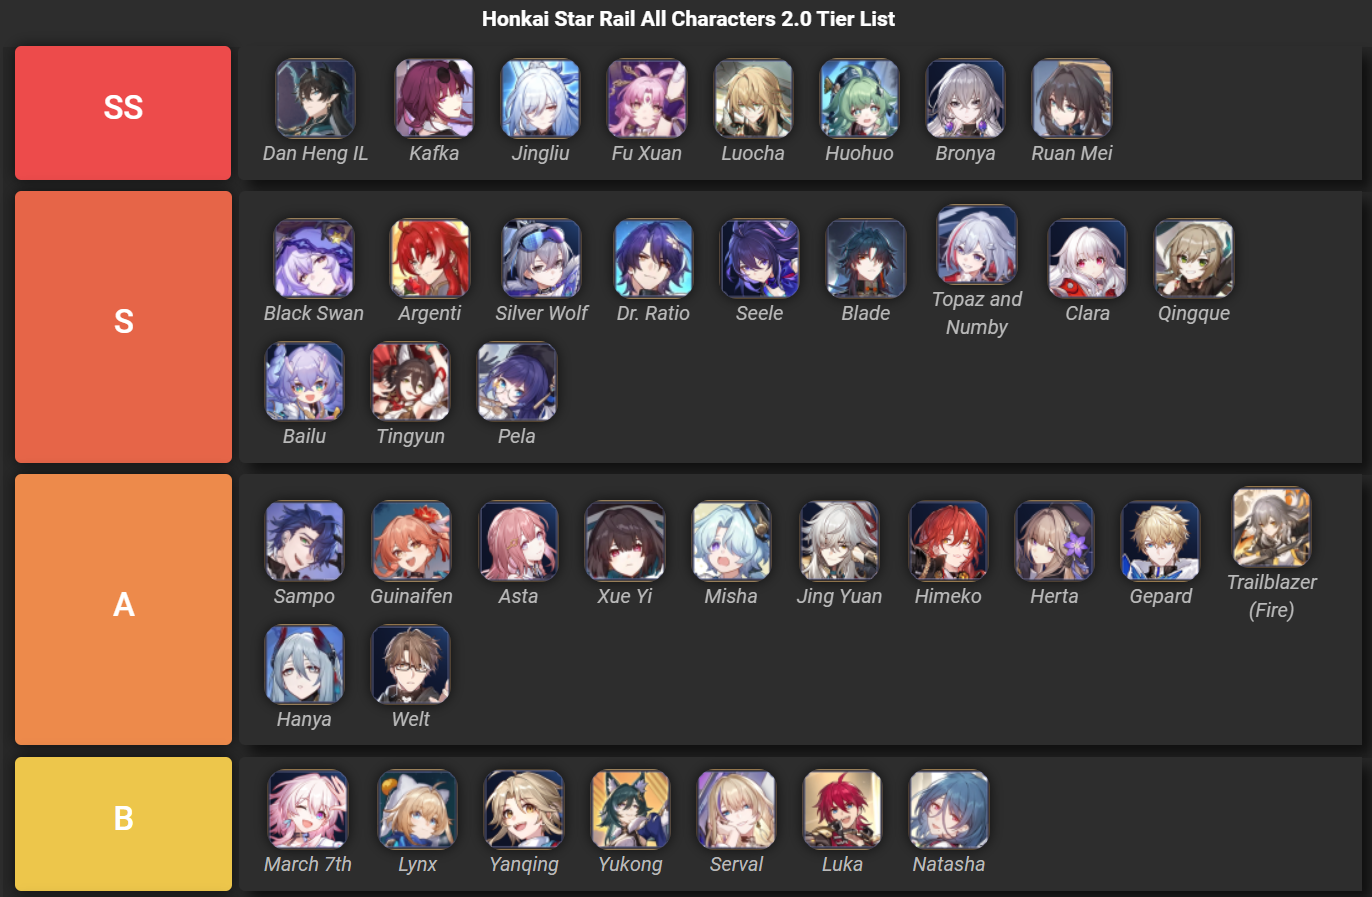 Honkai Star Rail All Characters 2.0 Tier List
SS
Dan Heng IL Kafka Jingliu Fu Xuan Luocha Huohuo Bronya Ruan Mei
S
Black Swan Argenti Silver Wolf Dr. Ratio Seele Blade Topaz and Numby Clara Qingque
Bailu Tingyun Pela
A
Sampo Guinaifen Asta Xue Yi Misha Jing Yuan Himeko Herta Gepard Trailblazer (Fire)
Hanya Welt
B
March 7th Lynx Yanqing Yukong Serval Luka Natasha